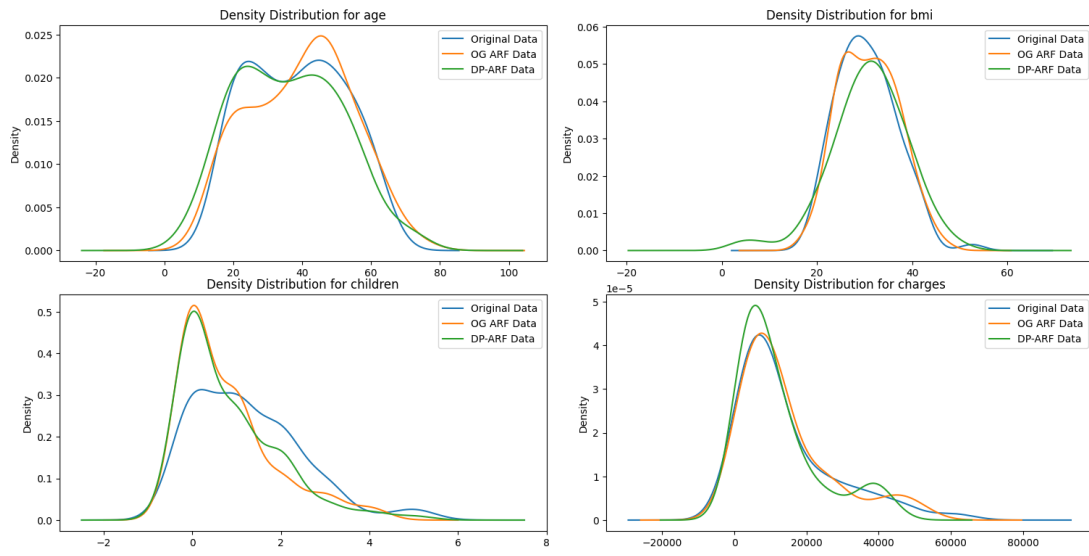 Density Distribution for age
Density
0.025
0.020
0.015
0.010
0.005
0.000
−20
0
20
40
60
80
100
Original Data
OG ARF Data
DP-ARF Data
Density Distribution for bmi
Density
0.06
0.05
0.04
0.03
0.02
0.01
0.00
−20
0
20
40
60
Original Data
OG ARF Data
DP-ARF Data
Density Distribution for children
Density
0.5
0.4
0.3
0.2
0.1
0.0
−2
0
2
4
6
8
Original Data
OG ARF Data
DP-ARF Data
Density Distribution for charges
1e−5
Density
5
4
3
2
1
0
−20000
0
20000
40000
60000
80000
Original Data
OG ARF Data
DP-ARF Data